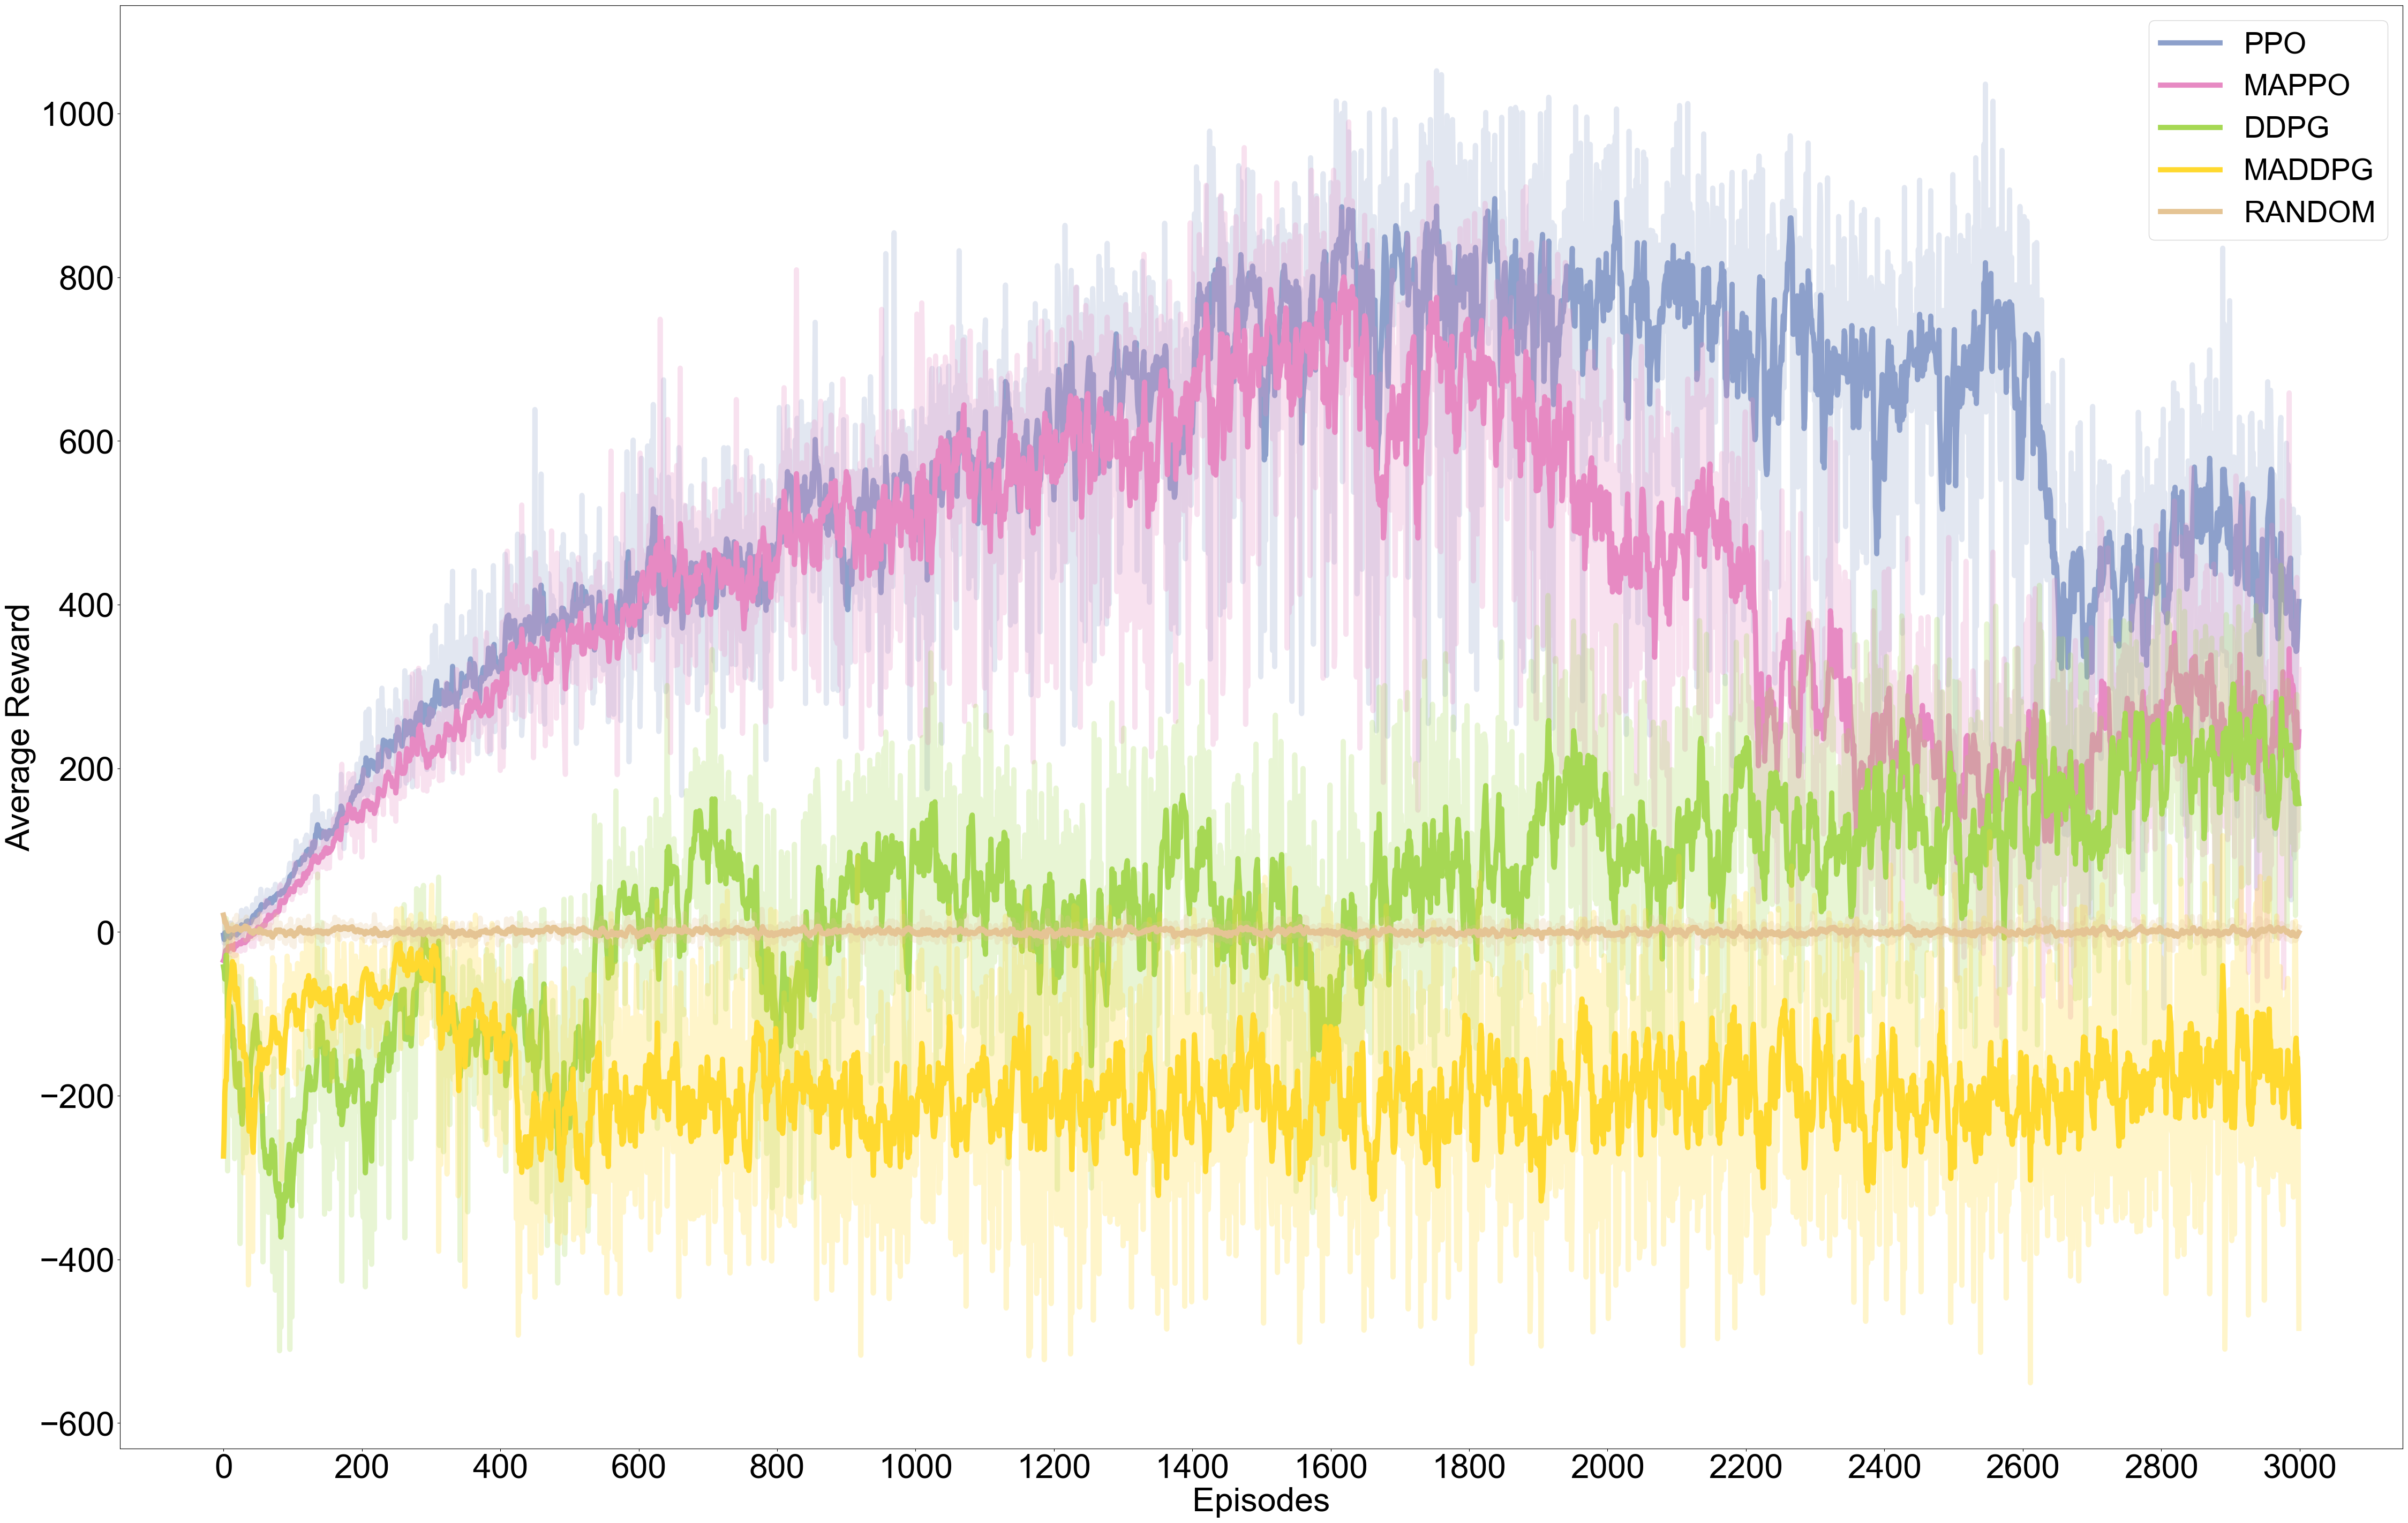 PPO
MAPPO
DDPG
MADDPG
RANDOM
Average Reward
1000
800
600
400
200
0
−200
−400
−600
0 200 400 600 800 1000 1200 1400 1600 1800 2000 2200 2400 2600 2800 3000
Episodes